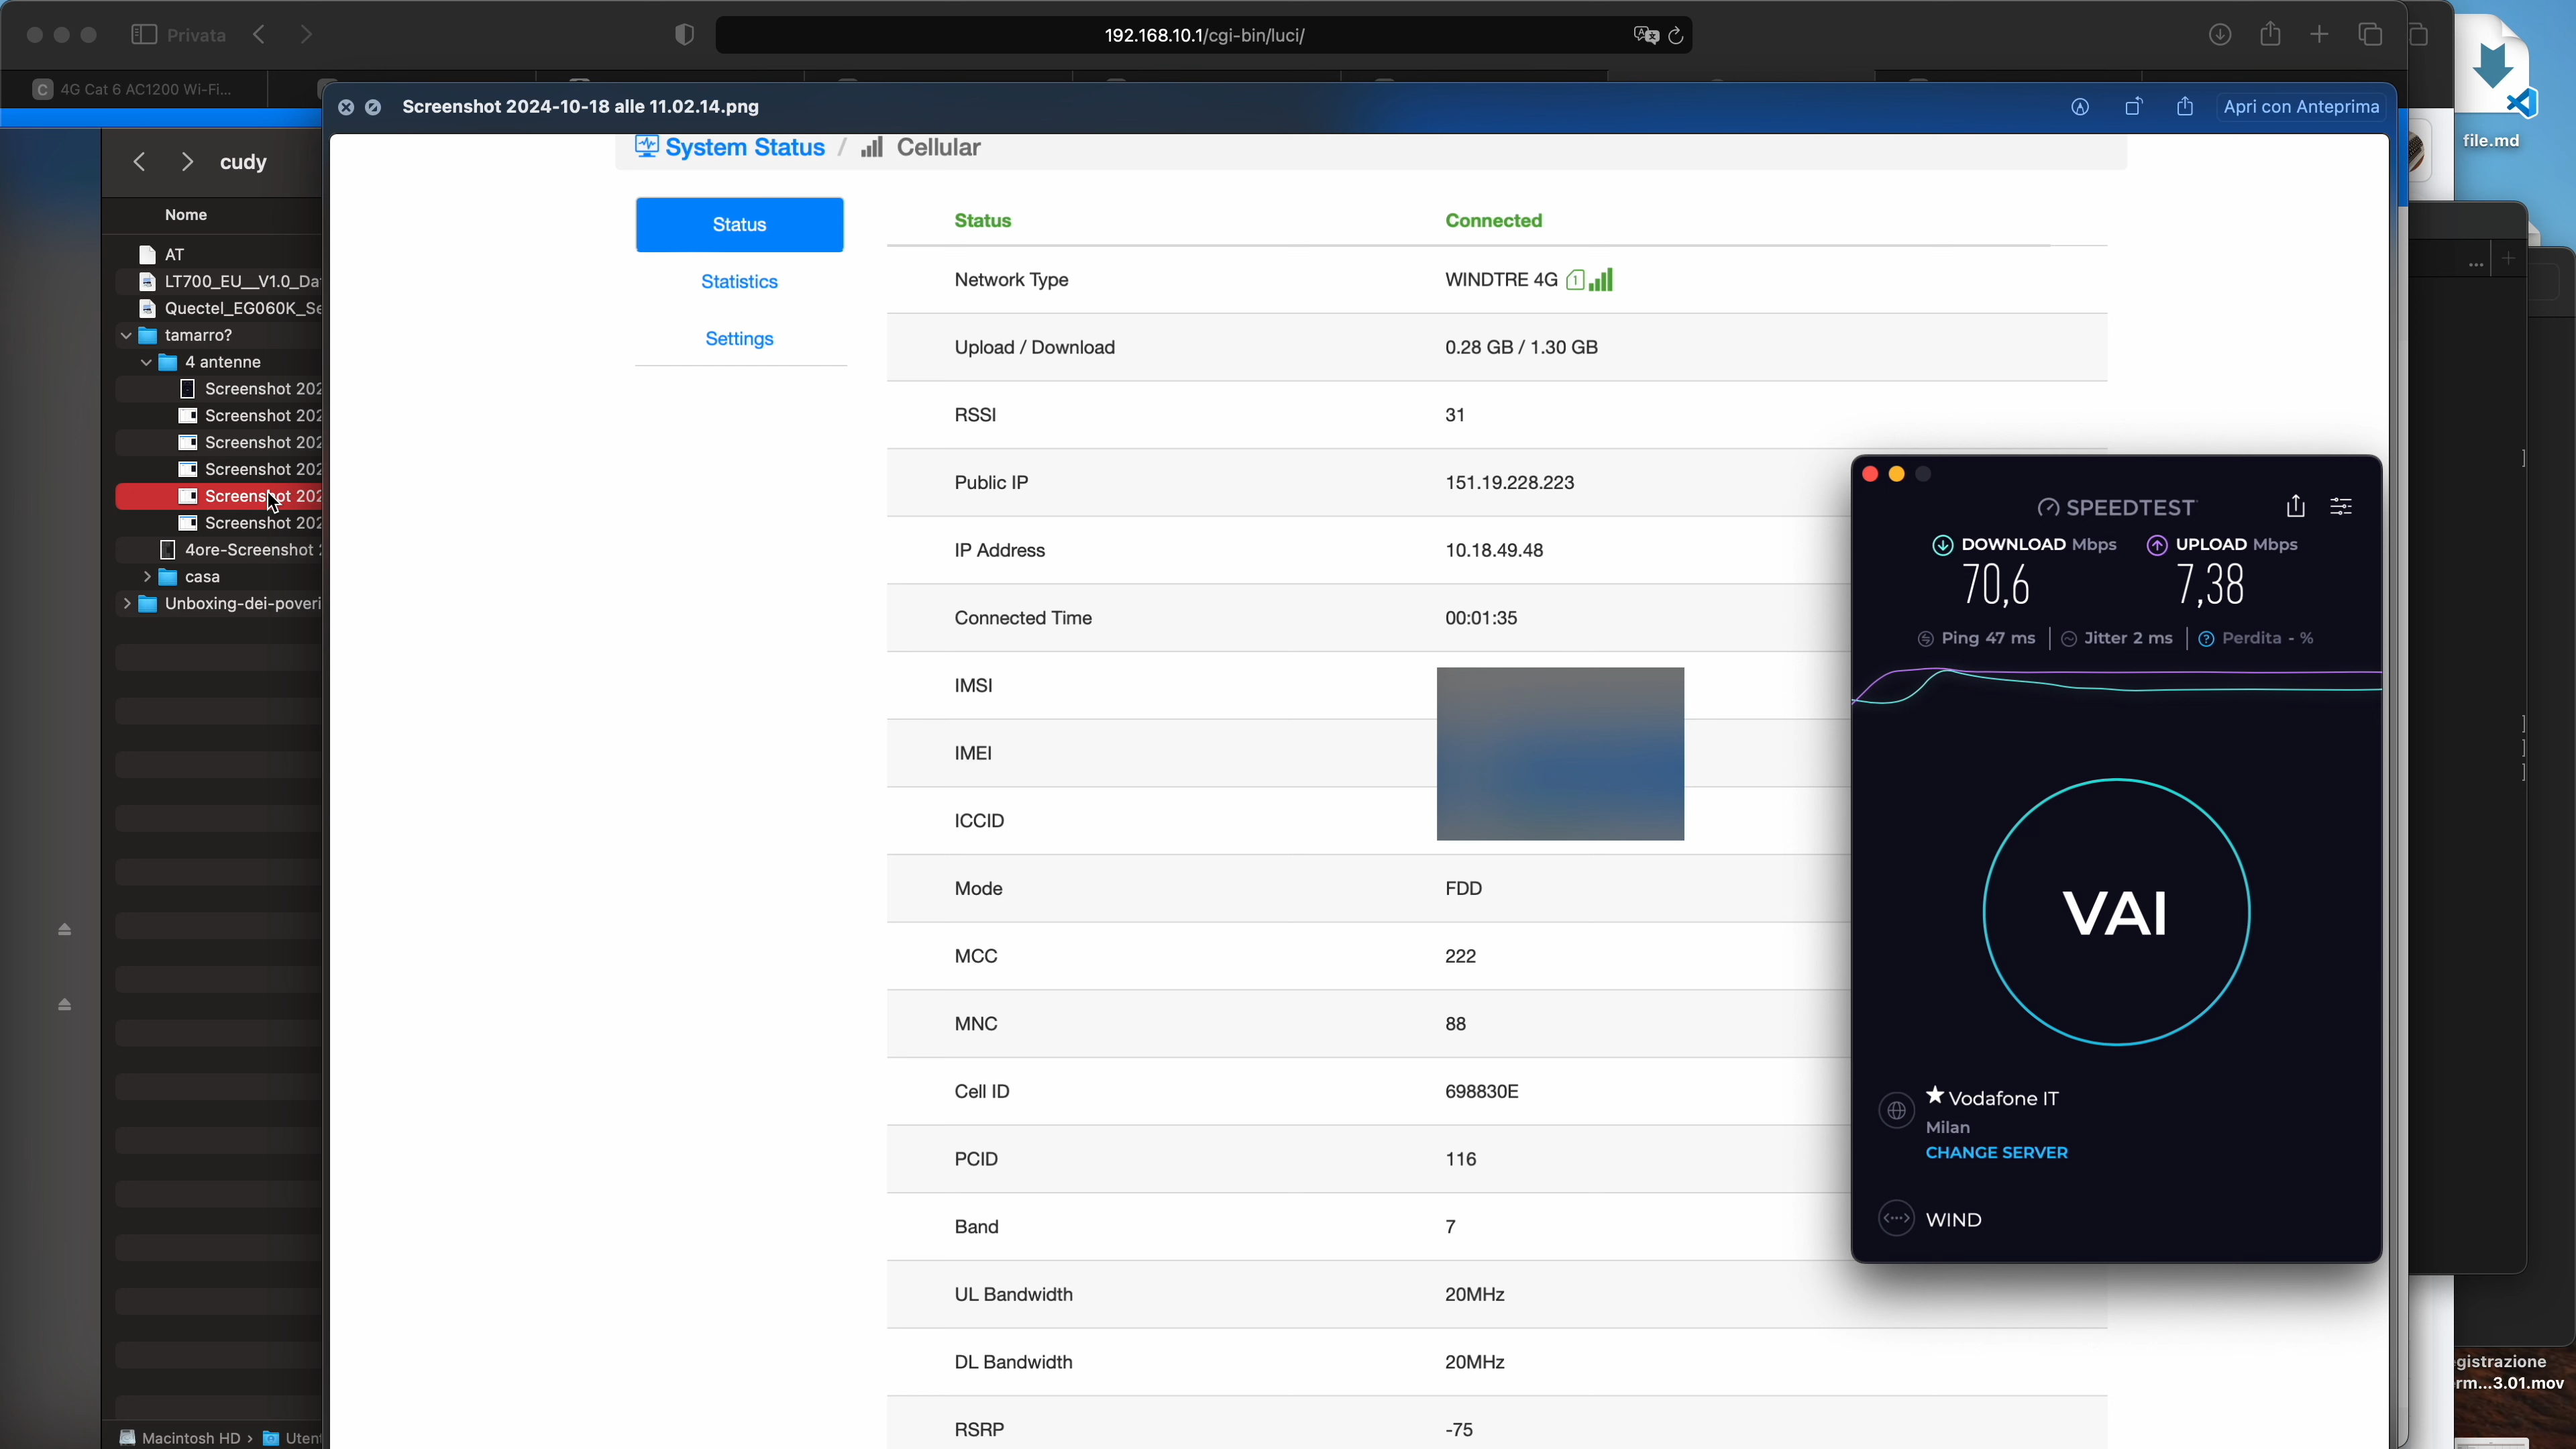 Privata
192.168.10.1/cgi-bin/luci/
C 4G Cat 6 AC1200 Wi-Fi...
Screenshot 2024-10-18 alle 11.02.14.png
Apri con Anteprima
file.md
cudy
Nome
AT
LT700_EU__V1.0_Da
Quectel_EG060K_Se
tamarro?
4 antenne
Screenshot 202
Screenshot 202
Screenshot 202
Screenshot 202
Screenshot 202
Screenshot 202
4ore-Screenshot 2
casa
Unboxing-dei-poveri
Macintosh HD › Utent
System Status / Cellular
Status
Statistics
Settings
Status Connected
Network Type WINDTRE 4G 1
Upload / Download 0.28 GB / 1.30 GB
RSSI 31
Public IP 151.19.228.223
IP Address 10.18.49.48
Connected Time 00:01:35
IMSI
IMEI
ICCID
Mode FDD
MCC 222
MNC 88
Cell ID 698830E
PCID 116
Band 7
UL Bandwidth 20MHz
DL Bandwidth 20MHz
RSRP -75
SPEEDTEST
DOWNLOAD Mbps UPLOAD Mbps
70,6 7,38
Ping 47 ms Jitter 2 ms Perdita - %
VAI
★ Vodafone IT
Milan
CHANGE SERVER
WIND
...
]
]
]
]
egistrazione
erm...3.01.mov